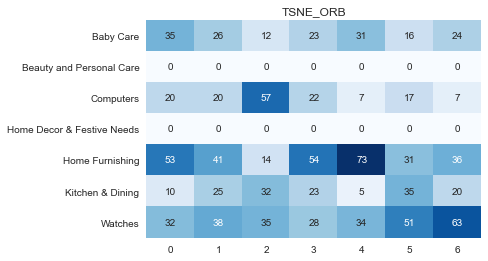 TSNE_ORB
Baby Care 35 26 12 23 31 16 24
Beauty and Personal Care 0 0 0 0 0 0 0
Computers 20 20 57 22 7 17 7
Home Decor & Festive Needs 0 0 0 0 0 0 0
Home Furnishing 53 41 14 54 73 31 36
Kitchen & Dining 10 25 32 23 5 35 20
Watches 32 38 35 28 34 51 63
0 1 2 3 4 5 6